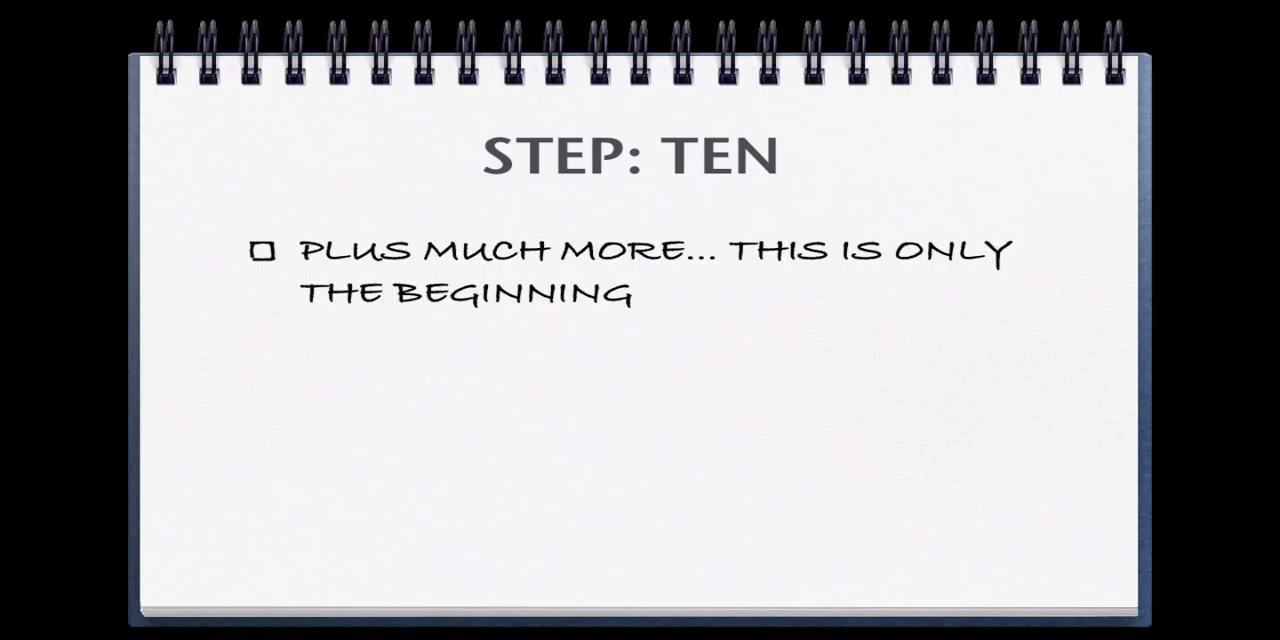 STEP: TEN
PLUS MUCH MORE... THIS IS ONLY
THE BEGINNING